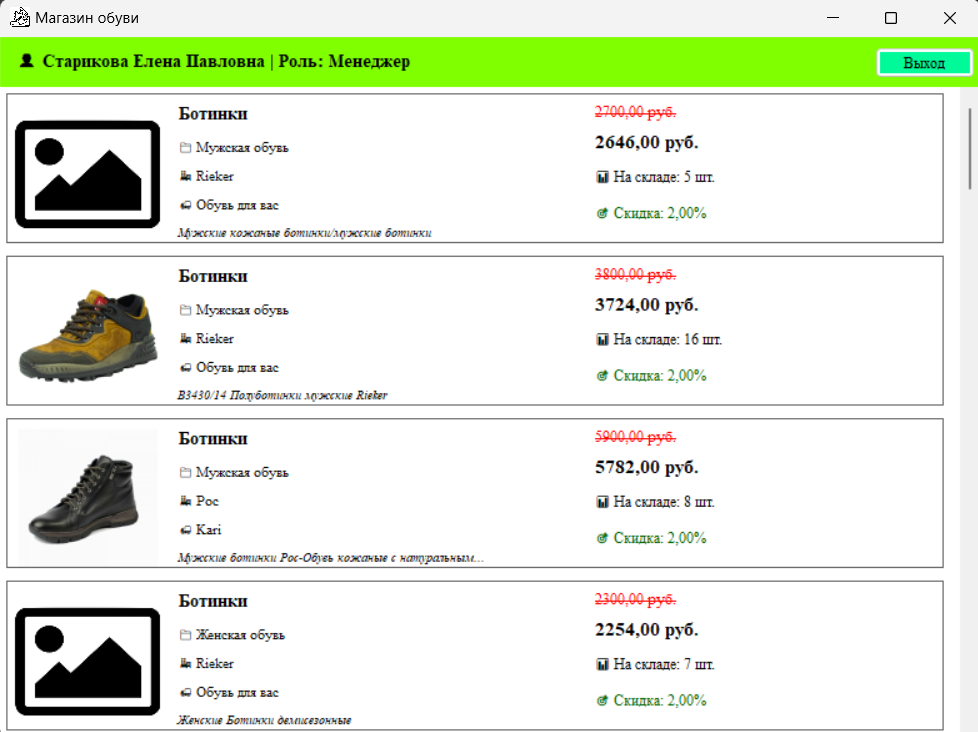 Магазин обуви
Старикова Елена Павловна | Роль: Менеджер
Выход
Ботинки
Мужская обувь
Rieker
Обувь для вас
Мужские кожаные ботинки/мужские ботинки
2700,00 руб.
2646,00 руб.
На складе: 5 шт.
Скидка: 2,00%
Ботинки
Мужская обувь
Rieker
Обувь для вас
B3430/14 Полуботинки мужские Rieker
3800,00 руб.
3724,00 руб.
На складе: 16 шт.
Скидка: 2,00%
Ботинки
Мужская обувь
Рос
Kari
Мужские ботинки Рос-Обувь кожаные с натуральным...
5900,00 руб.
5782,00 руб.
На складе: 8 шт.
Скидка: 2,00%
Ботинки
Женская обувь
Rieker
Обувь для вас
Женские Ботинки демисезонные
2300,00 руб.
2254,00 руб.
На складе: 7 шт.
Скидка: 2,00%